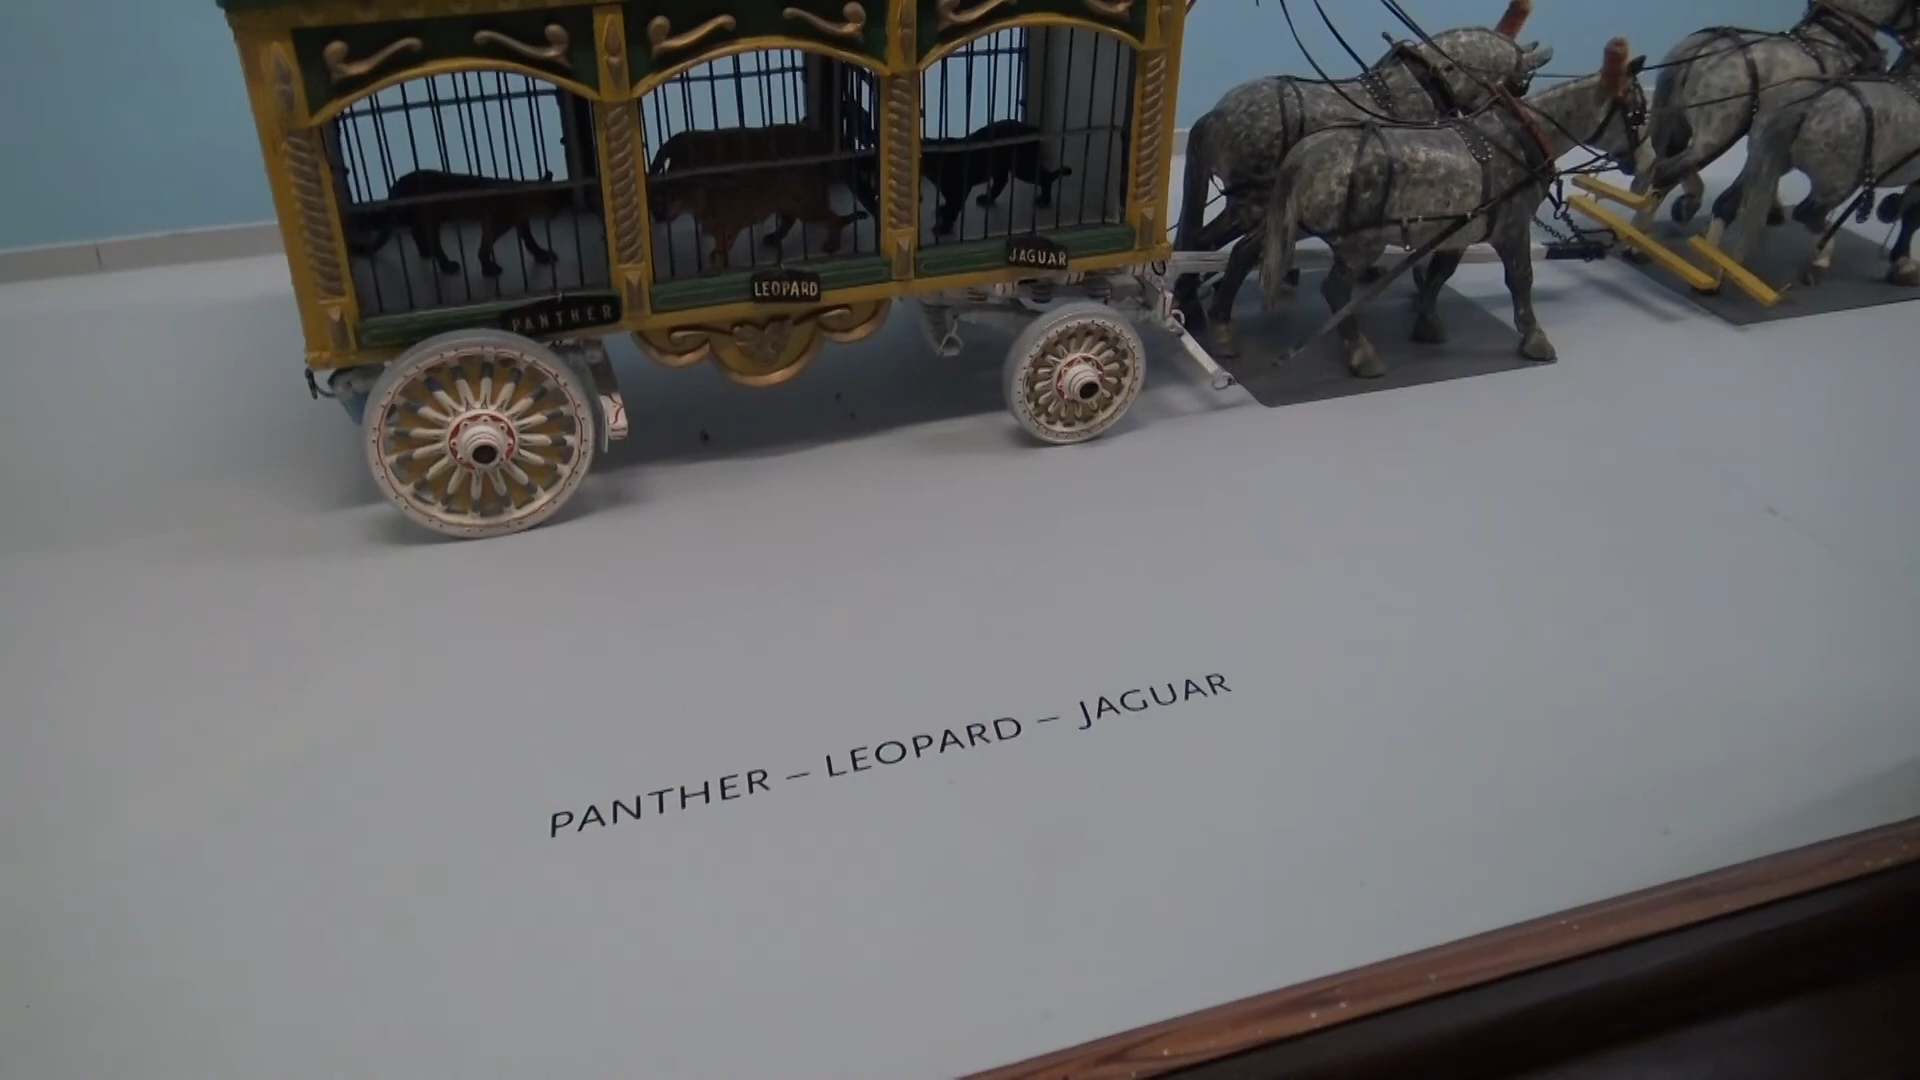 PANTHER
LEOPARD
JAGUAR
PANTHER – LEOPARD – JAGUAR